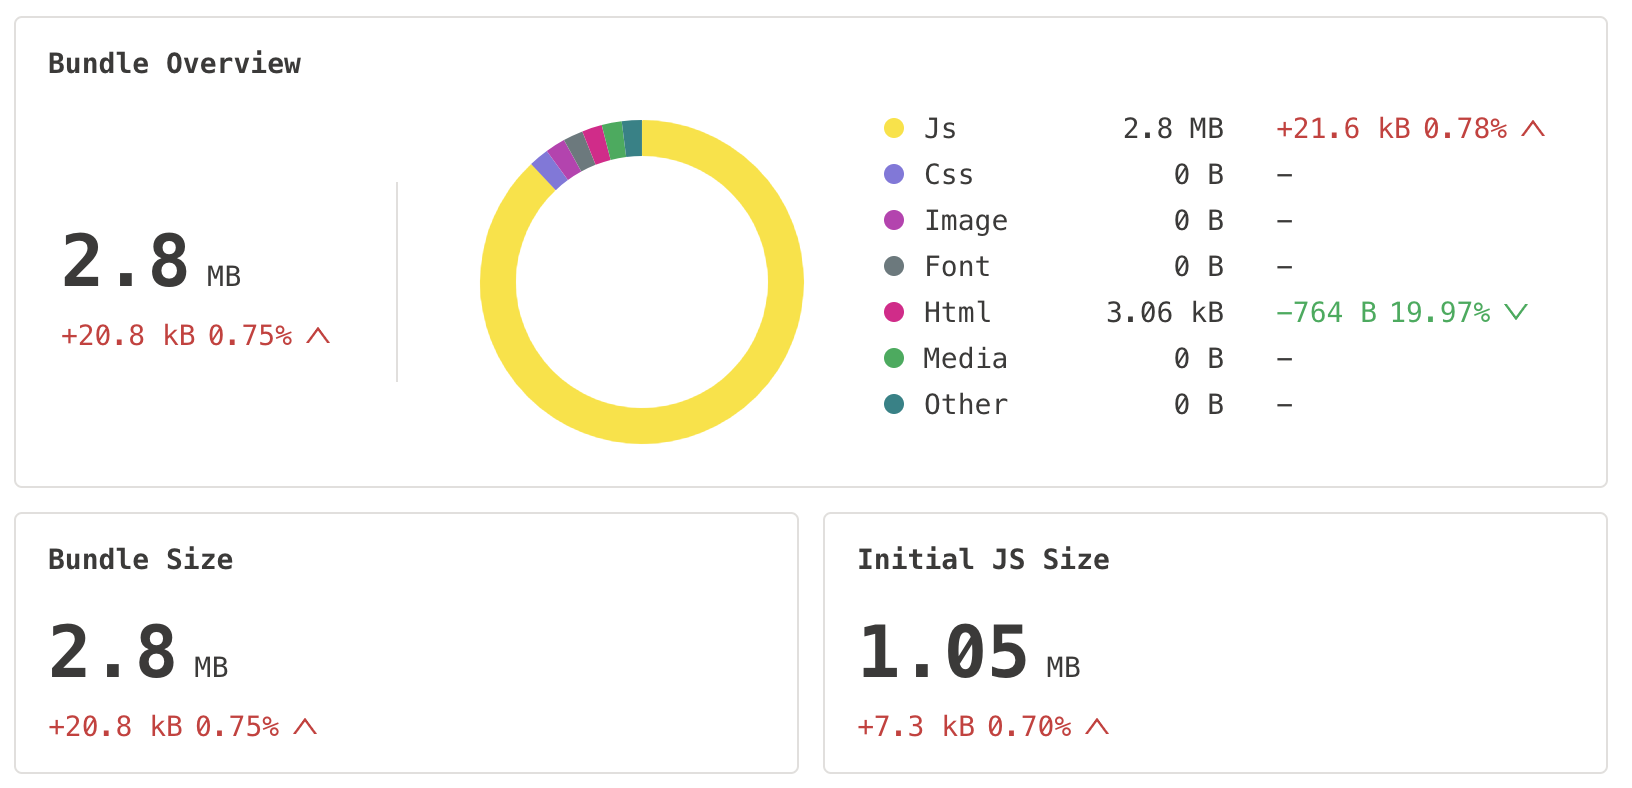 Bundle Overview
2.8 MB
+20.8 kB 0.75%
Js 2.8 MB +21.6 kB 0.78%
Css 0 B –
Image 0 B –
Font 0 B –
Html 3.06 kB −764 B 19.97%
Media 0 B –
Other 0 B –
Bundle Size
2.8 MB
+20.8 kB 0.75%
Initial JS Size
1.05 MB
+7.3 kB 0.70%